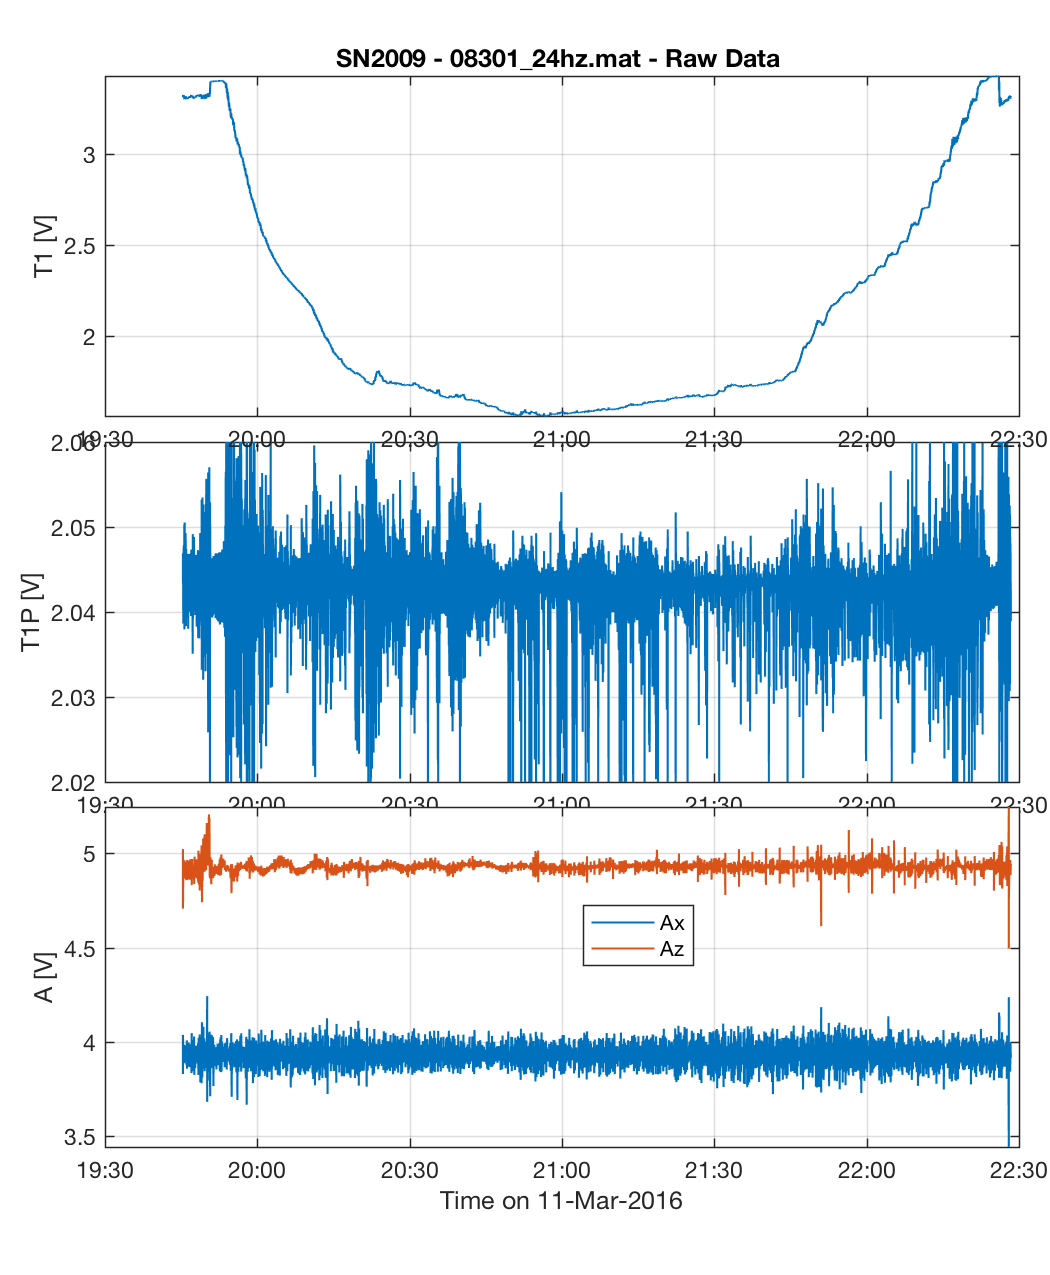 SN2009 - 08301_24hz.mat - Raw Data
T1 [V]
3
2.5
2
19:30 20:00 20:30 21:00 21:30 22:00 22:30
T1P [V]
2.06
2.05
2.04
2.03
2.02
19:30 20:00 20:30 21:00 21:30 22:00 22:30
A [V]
5
4.5
4
3.5
Ax
Az
19:30 20:00 20:30 21:00 21:30 22:00 22:30
Time on 11-Mar-2016